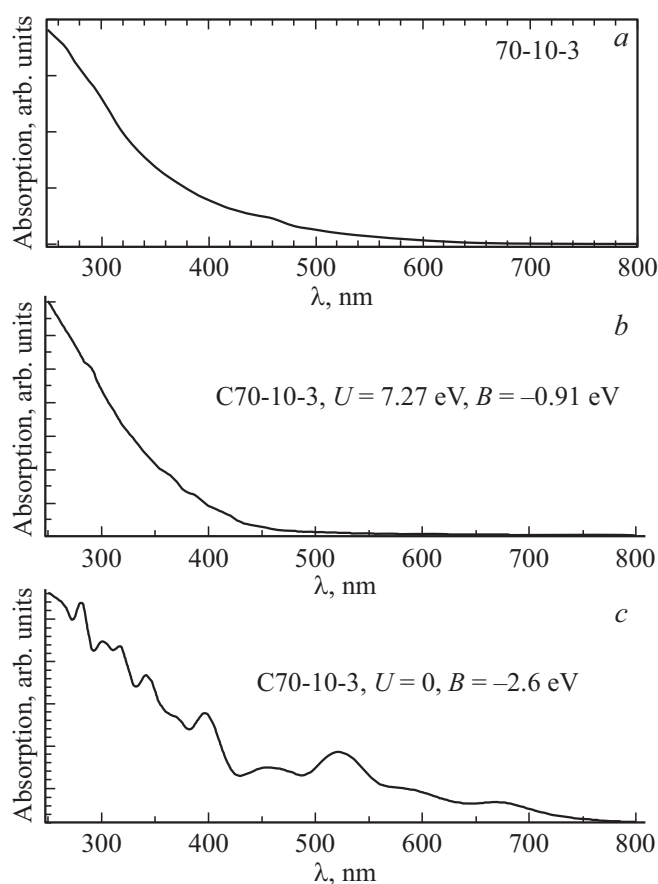 70-10-3
a
Absorption, arb. units
300 400 500 600 700 800
λ, nm
b
C70-10-3, U = 7.27 eV, B = –0.91 eV
Absorption, arb. units
300 400 500 600 700 800
λ, nm
c
C70-10-3, U = 0, B = –2.6 eV
Absorption, arb. units
300 400 500 600 700 800
λ, nm